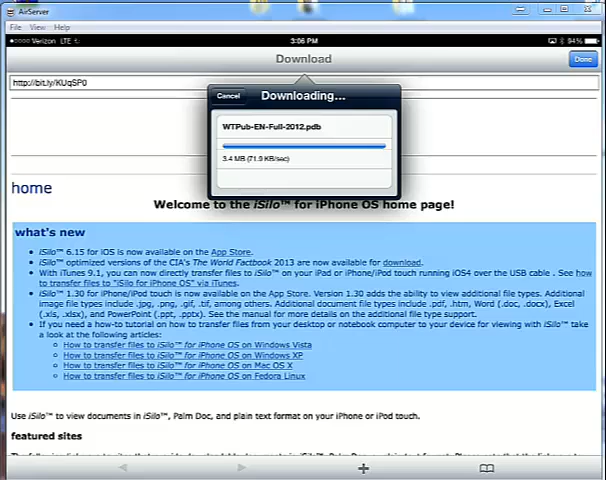 AirServer
File View Help
Verizon LTE 3:06 PM 94%
Download Done
http://bit.ly/KUqSP0
Cancel Downloading...
WTPub-EN-Full-2012.pdb
3.4 MB (71.9 KB/sec)
home
Welcome to the iSilo™ for iPhone OS home page!
what's new
• iSilo™ 6.15 for iOS is now available on the App Store.
• iSilo™ optimized versions of the CIA's The World Factbook 2013 are now available for download.
• With iTunes 9.1, you can now directly transfer files to iSilo™ on your iPad or iPhone/iPod touch running iOS4 over the USB cable . See how
to transfer files to "iSilo for iPhone OS" via iTunes.
• iSilo™ 1.30 for iPhone/iPod touch is now available on the App Store. Version 1.30 adds the ability to view additional file types. Additional
image file types include .jpg, .png, .gif, .tif, among others. Additional document file types include .pdf, .htm, Word (.doc, .docx), Excel
(.xls, .xlsx), and PowerPoint (.ppt, .pptx). See the manual for more details on the additional file type support.
• If you need a how-to tutorial on how to transfer files from your desktop or notebook computer to your device for viewing with iSilo™ take
a look at the following articles:
How to transfer files to iSilo™ for iPhone OS on Windows Vista
How to transfer files to iSilo™ for iPhone OS on Windows XP
How to transfer files to iSilo™ for iPhone OS on Mac OS X
How to transfer files to iSilo™ for iPhone OS on Fedora Linux
Use iSilo™ to view documents in iSilo™, Palm Doc, and plain text format on your iPhone or iPod touch.
featured sites